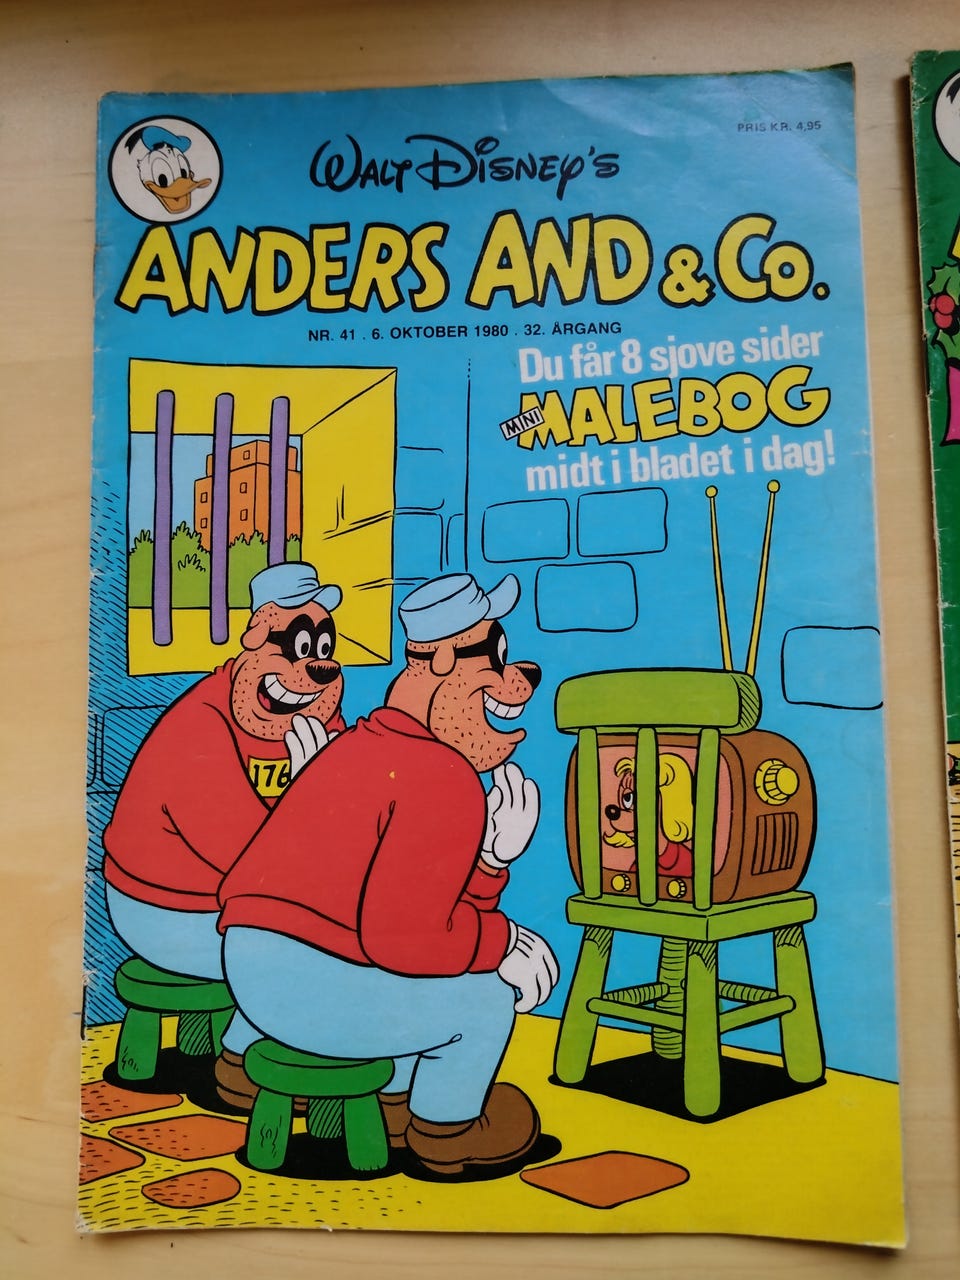 PRIS KR. 4,95
WALT DISNEY'S
ANDERS AND & CO.
NR. 41 . 6. OKTOBER 1980 . 32. ÅRGANG
Du får 8 sjove sider
MINI MALEBOG
midt i bladet i dag!
176